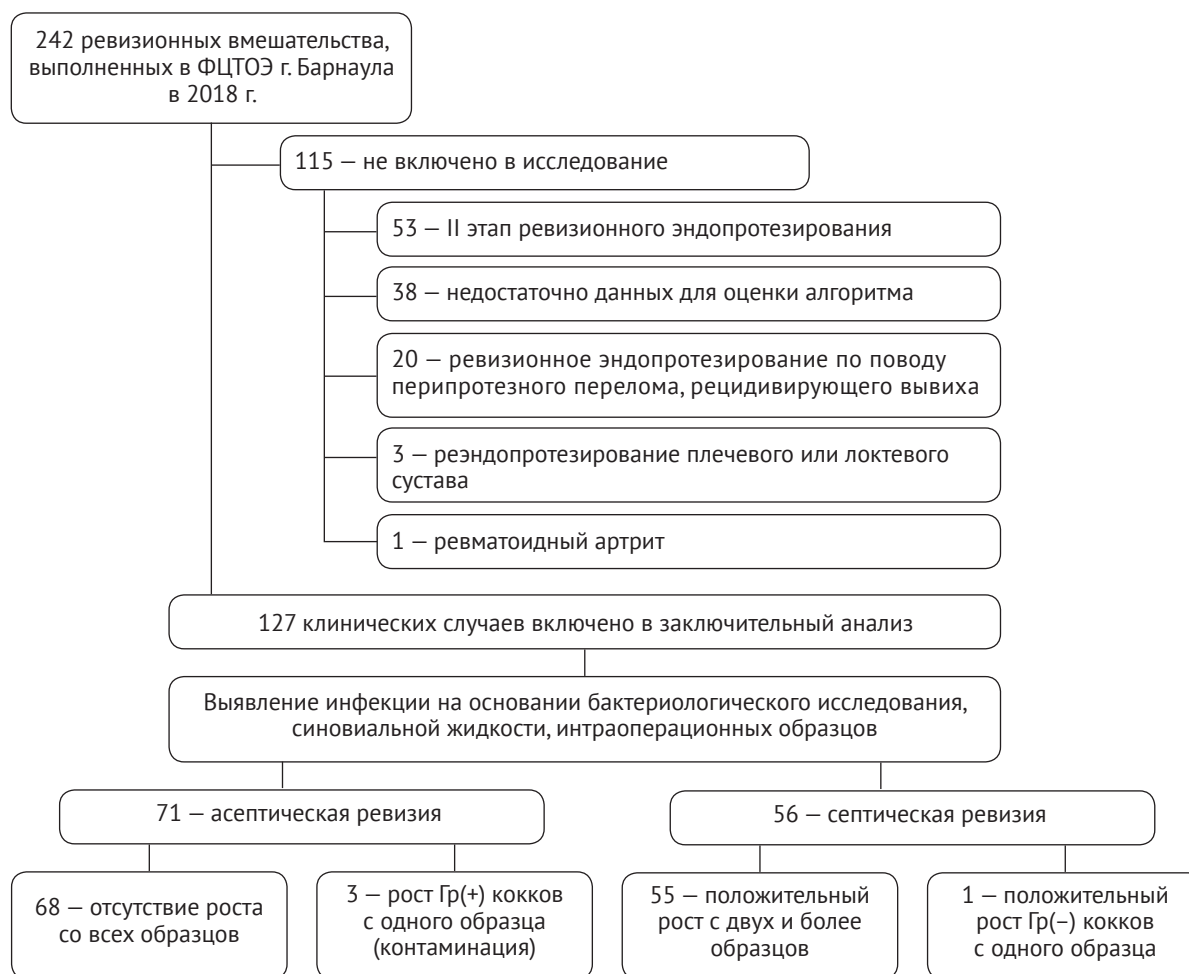 242 ревизионных вмешательства,
выполненных в ФЦТОЭ г. Барнаула
в 2018 г.
115 — не включено в исследование
53 — II этап ревизионного эндопротезирования
38 — недостаточно данных для оценки алгоритма
20 — ревизионное эндопротезирование по поводу
перипротезного перелома, рецидивирующего вывиха
3 — реэндопротезирование плечевого или локтевого
сустава
1 — ревматоидный артрит
127 клинических случаев включено в заключительный анализ
Выявление инфекции на основании бактериологического исследования,
синовиальной жидкости, интраоперационных образцов
71 — асептическая ревизия
56 — септическая ревизия
68 — отсутствие роста
со всех образцов
3 — рост Гр(+) кокков
с одного образца
(контаминация)
55 — положительный
рост с двух и более
образцов
1 — положительный
рост Гр(−) кокков
с одного образца